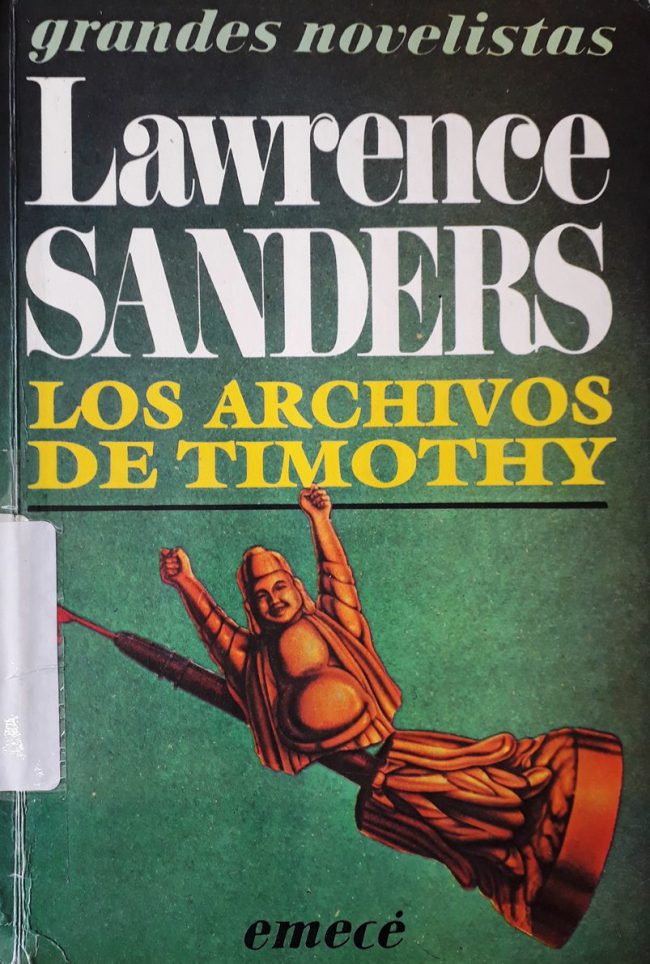 grandes novelistas
Lawrence
SANDERS
LOS ARCHIVOS
DE TIMOTHY
emecé